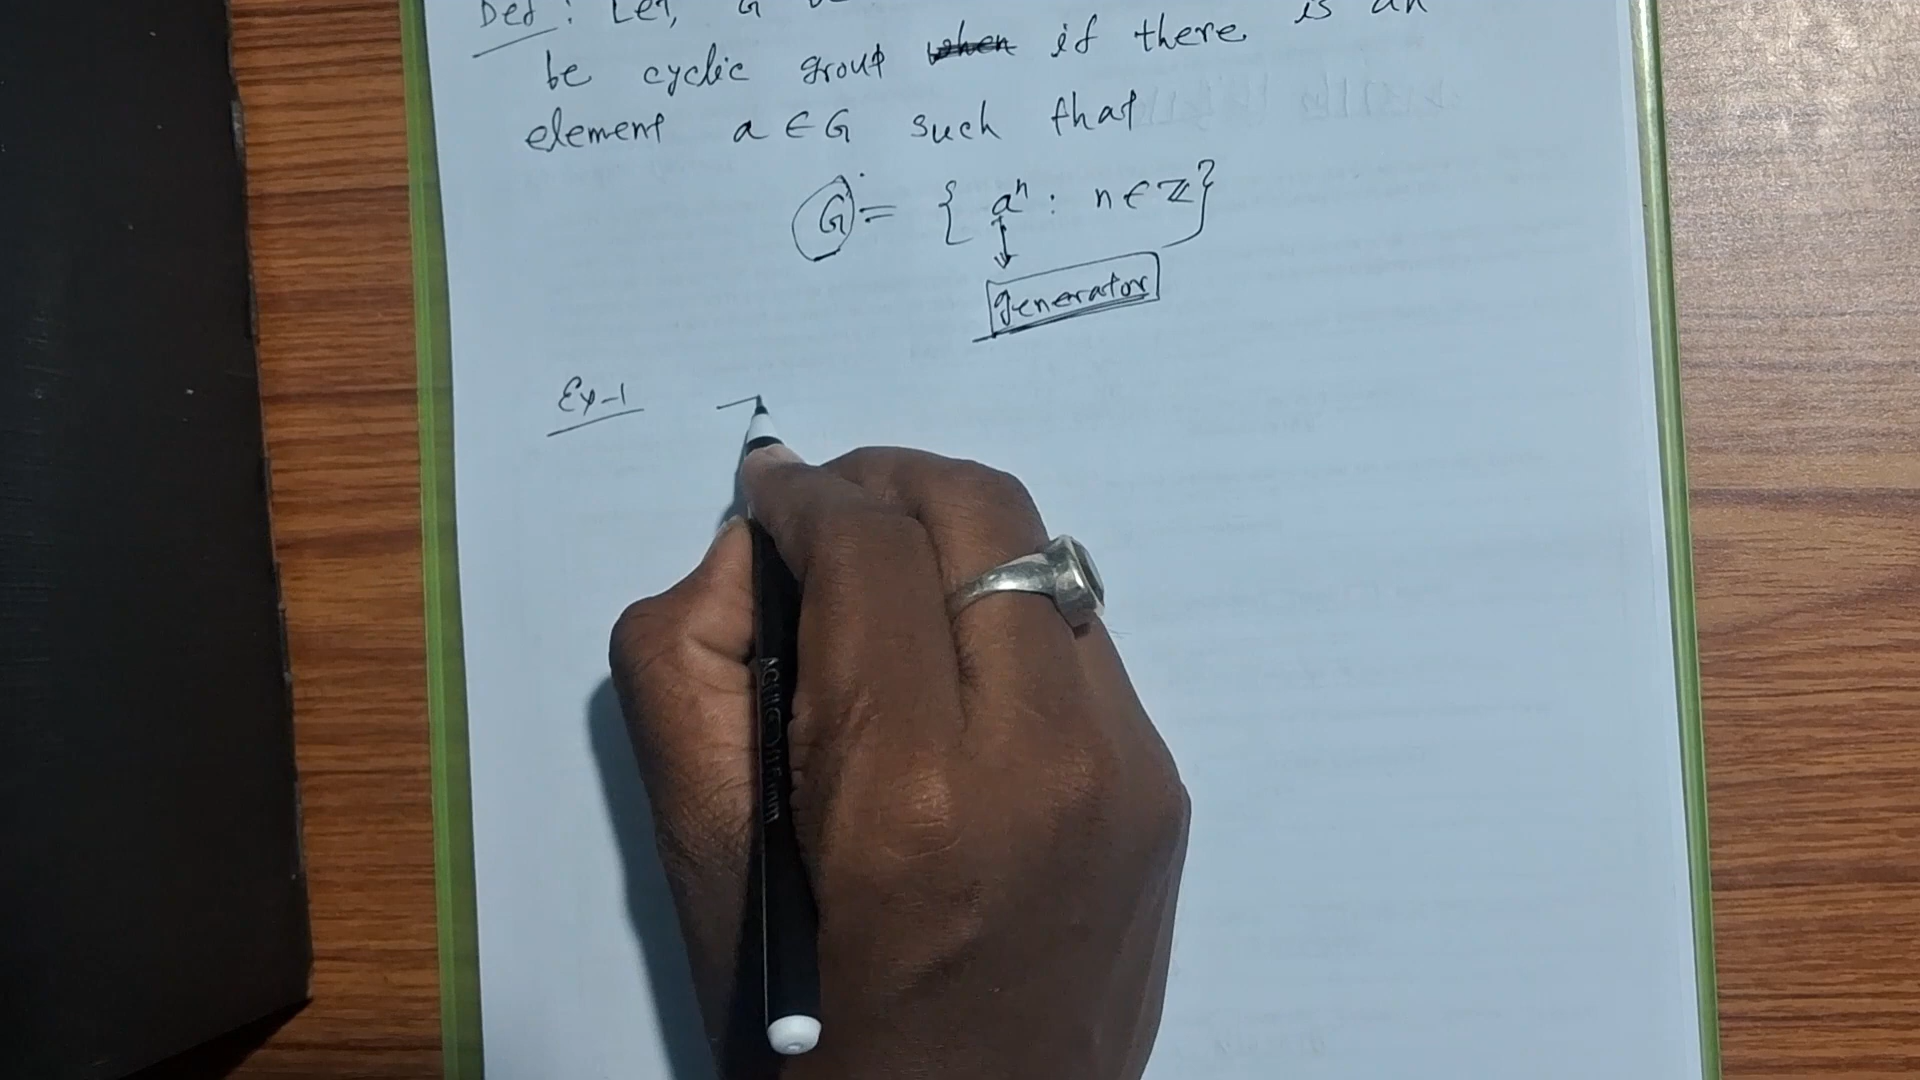 Def: Let, G
be cyclic group when if there is an
element a ∈ G such that
G = { aⁿ : n ∈ ℤ}
generator
Ex-1